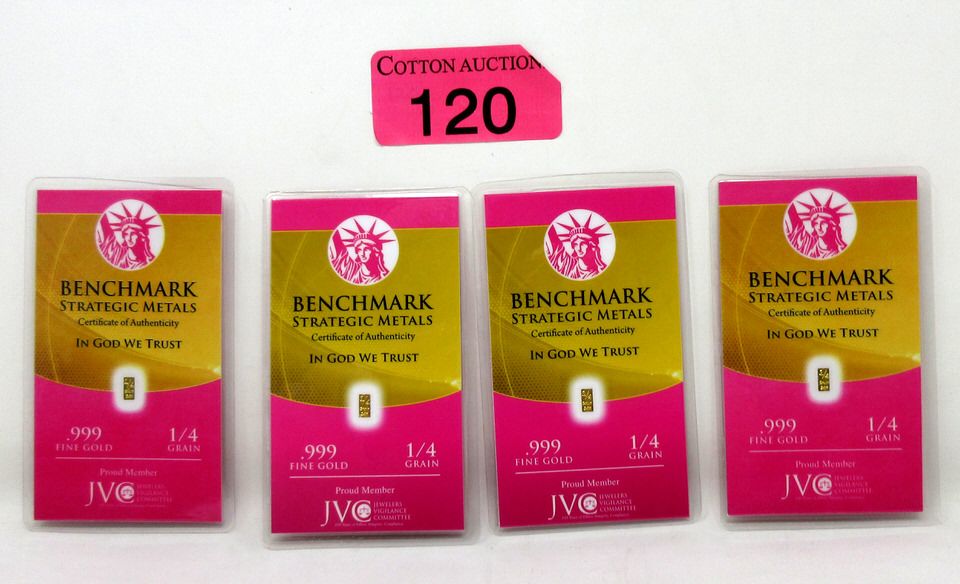 COTTON AUCTION
120
BENCHMARK
STRATEGIC METALS
Certificate of Authenticity
IN GOD WE TRUST
.999
FINE GOLD
1/4
GRAIN
Proud Member
JVC
JEWELERS
VIGILANCE
COMMITTEE
BENCHMARK
STRATEGIC METALS
Certificate of Authenticity
IN GOD WE TRUST
.999
FINE GOLD
1/4
GRAIN
Proud Member
JVC
JEWELERS
VIGILANCE
COMMITTEE
BENCHMARK
STRATEGIC METALS
Certificate of Authenticity
IN GOD WE TRUST
.999
FINE GOLD
1/4
GRAIN
Proud Member
JVC
JEWELERS
VIGILANCE
COMMITTEE
BENCHMARK
STRATEGIC METALS
Certificate of Authenticity
IN GOD WE TRUST
.999
FINE GOLD
1/4
GRAIN
Proud Member
JVC
JEWELERS
VIGILANCE
COMMITTEE